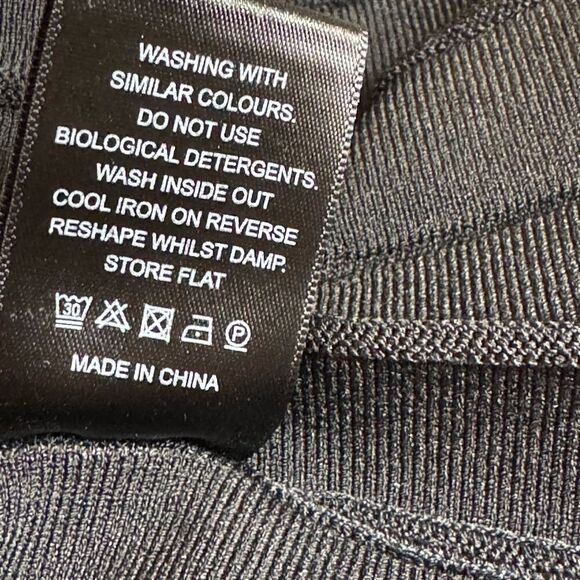 WASHING WITH
SIMILAR COLOURS.
DO NOT USE
BIOLOGICAL DETERGENTS.
WASH INSIDE OUT
COOL IRON ON REVERSE
RESHAPE WHILST DAMP.
STORE FLAT
30 P
MADE IN CHINA